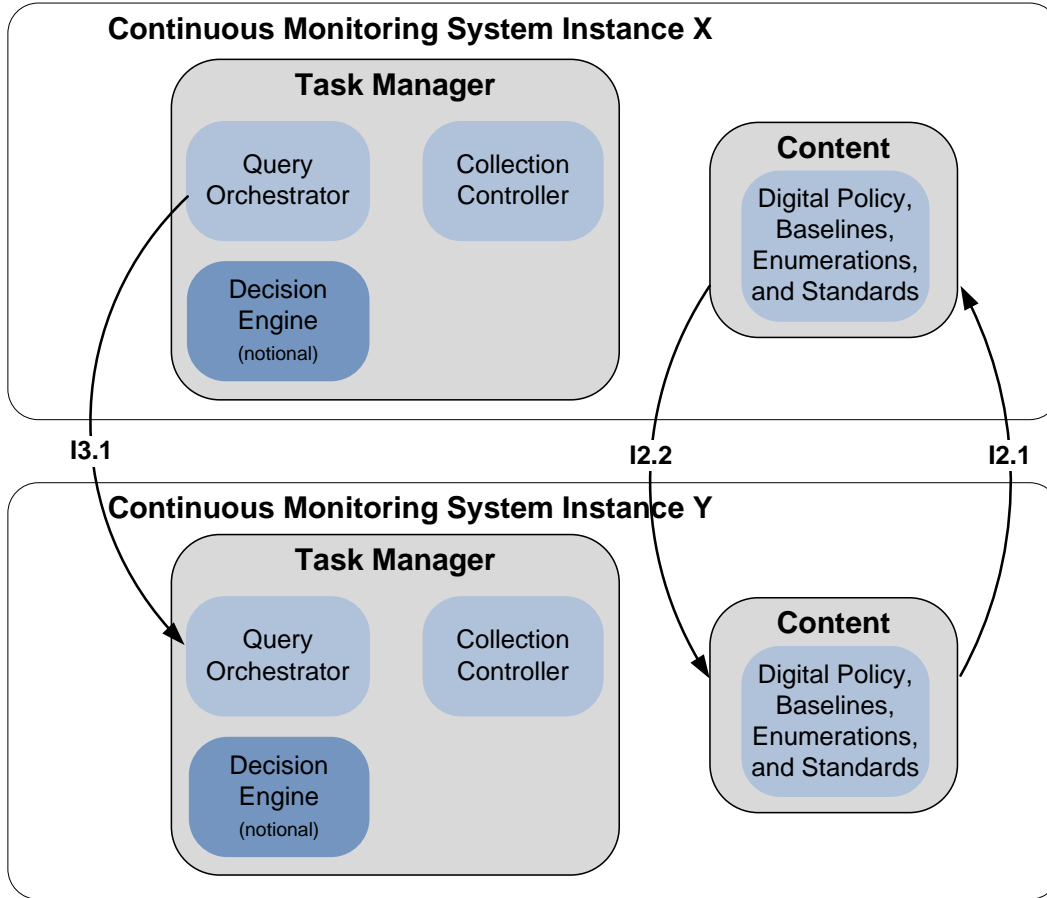 Continuous Monitoring System Instance X
Task Manager
Query
Orchestrator
Collection
Controller
Decision
Engine
(notional)
Content
Digital Policy,
Baselines,
Enumerations,
and Standards
I3.1
I2.2
I2.1
Continuous Monitoring System Instance Y
Task Manager
Query
Orchestrator
Collection
Controller
Decision
Engine
(notional)
Content
Digital Policy,
Baselines,
Enumerations,
and Standards